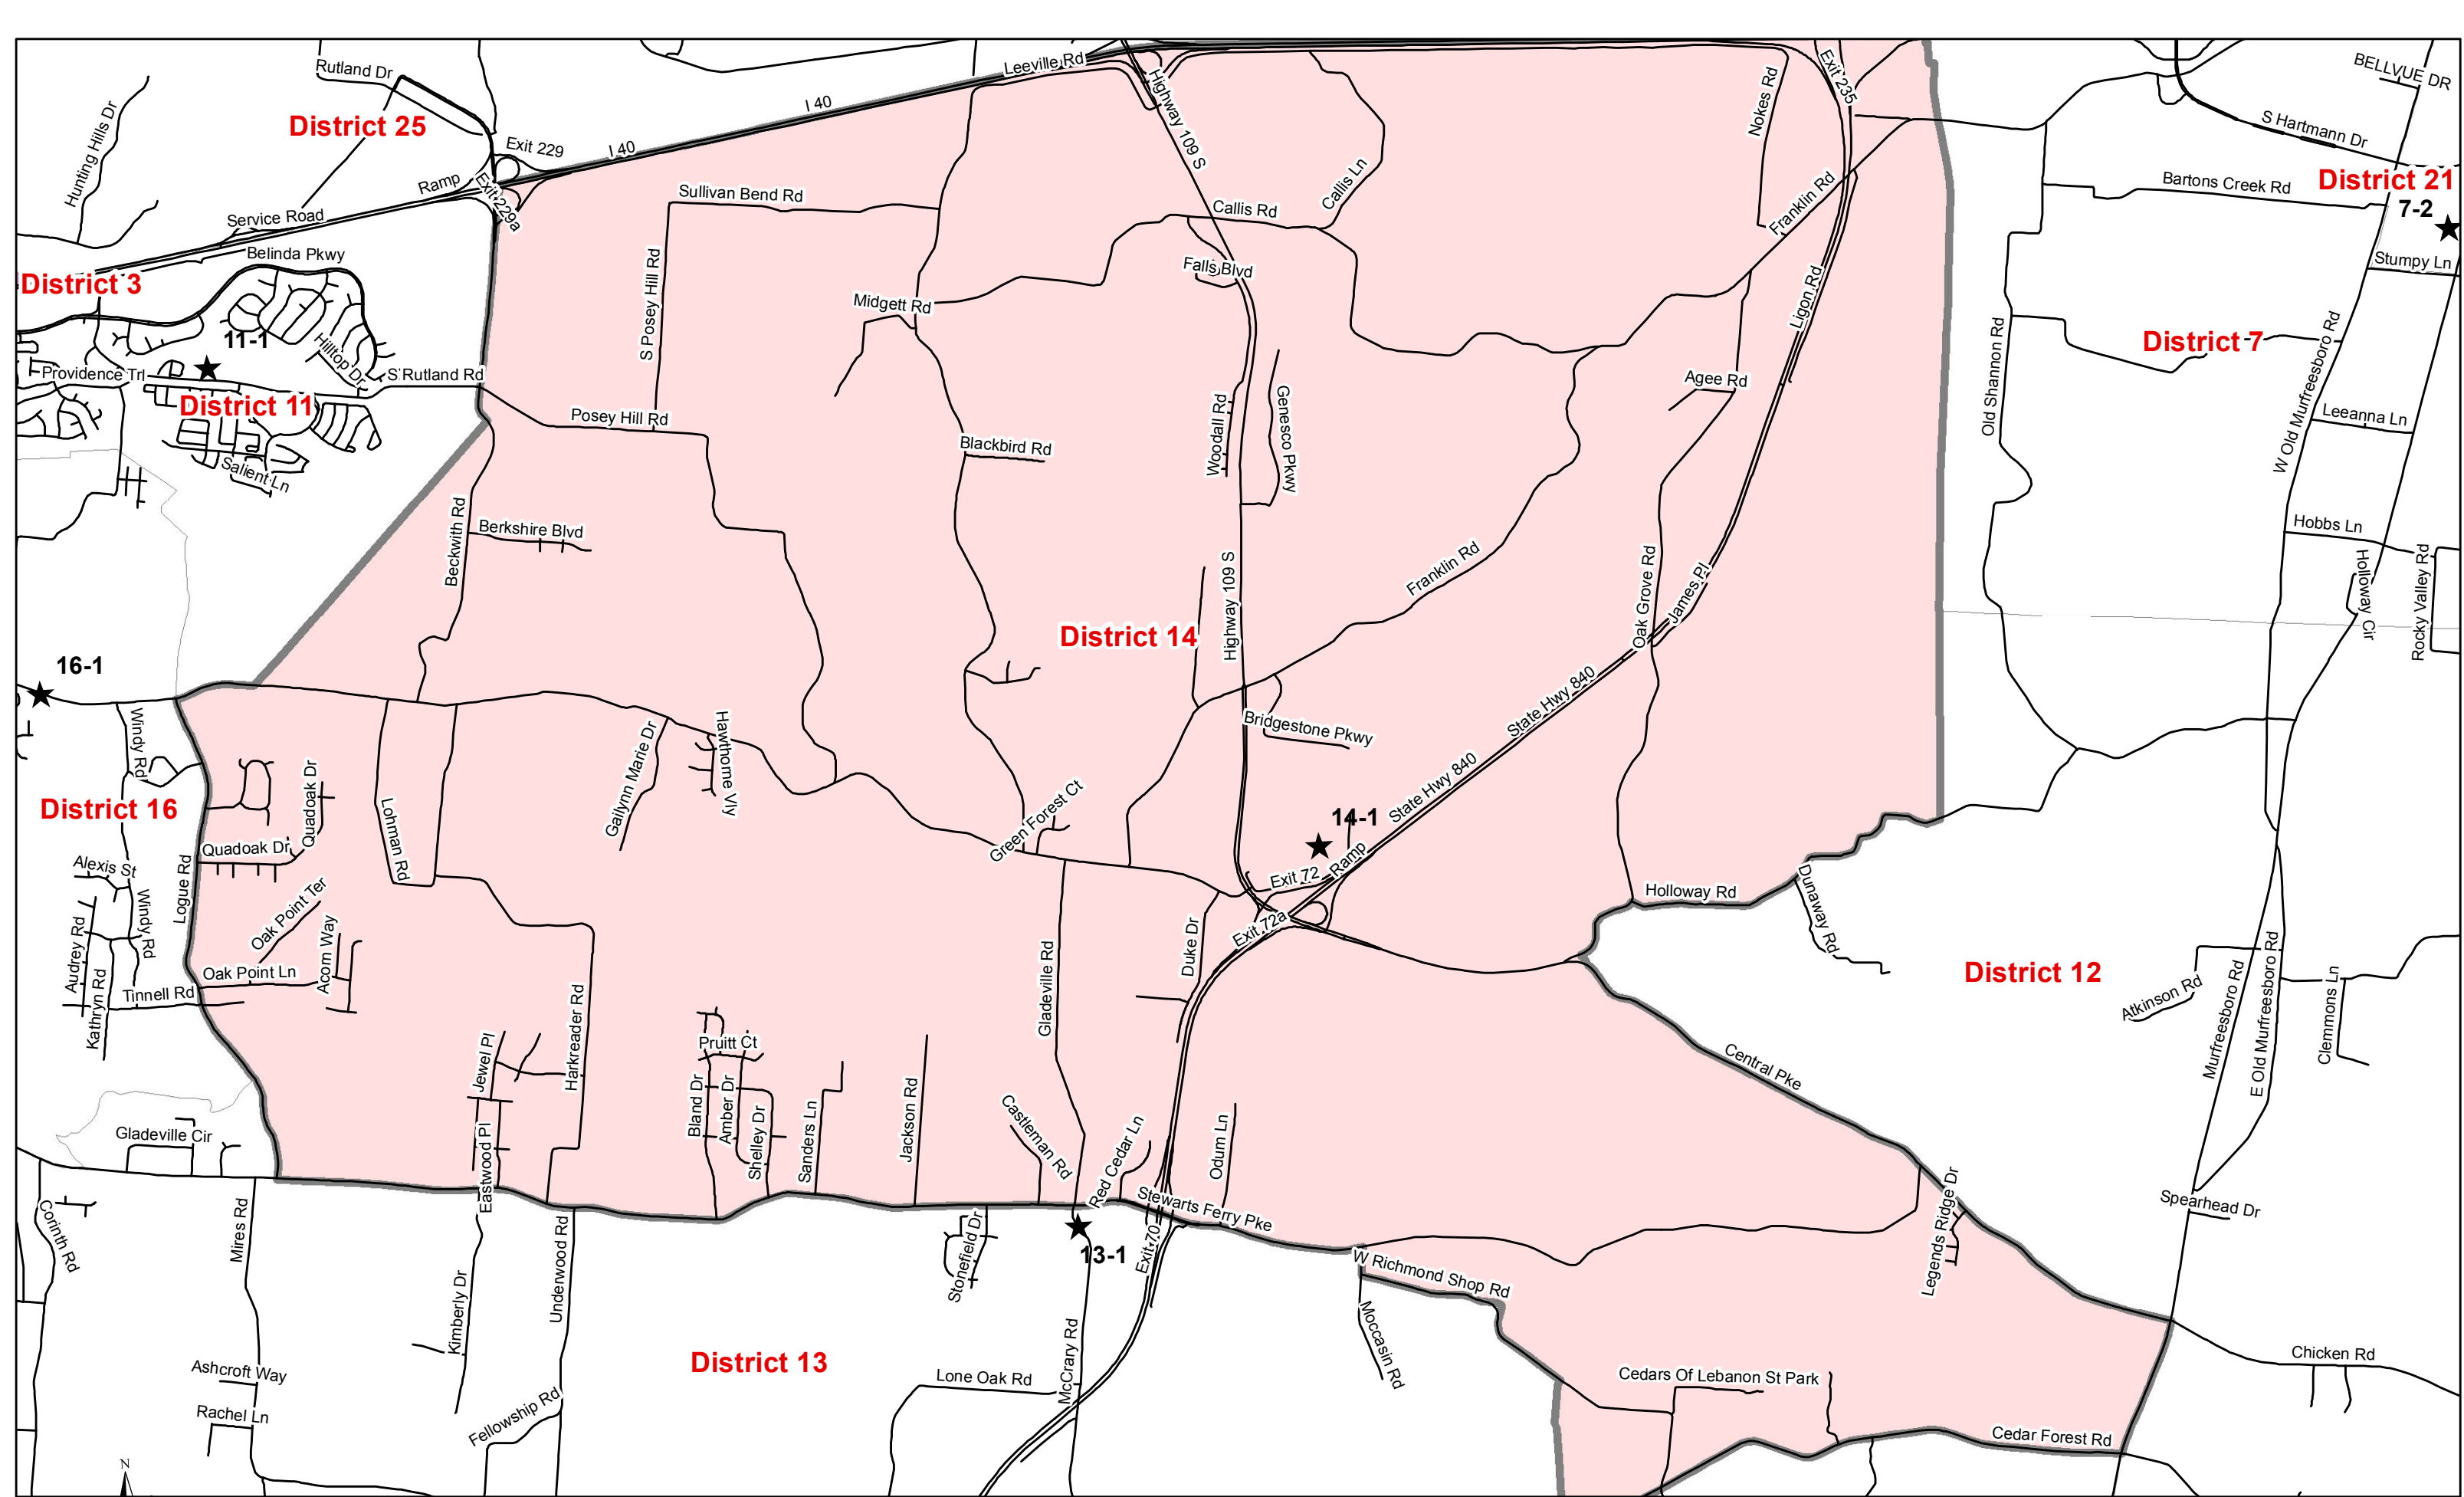 Rutland Dr
Leeville Rd
Exit 235
BELLVUE DR
Highway 109 S
Nokes Rd
I 40
District 25
Hunting Hills Dr
S Hartmann Dr
Exit 229
I 40
Ramp
Exit 229a
Sullivan Bend Rd
Callis Ln
Callis Rd
Franklin Rd
Bartons Creek Rd
District 21
7-2
Service Road
Belinda Pkwy
Stumpy Ln
District 3
Falls Blvd
Midgett Rd
S Posey Hill Rd
Ligon Rd
11-1
Hilltop Dr
District 7
Old Shannon Rd
W Old Murfreesboro Rd
Providence Trl
S Rutland Rd
Agee Rd
District 11
Posey Hill Rd
Woodall Rd
Genesco Pkwy
Leeanna Ln
Blackbird Rd
Salient Ln
Beckwith Rd
Berkshire Blvd
Hobbs Ln
Franklin Rd
Highway 109 S
Oak Grove Rd
James Pl
Holloway Cir
Rocky Valley Rd
District 14
16-1
Windy Rd
Gailynn Marie Dr
Hawthorne Vly
Bridgestone Pkwy
State Hwy 840
State Hwy 840
District 16
Quadoak Dr
Quadoak Dr
Lohman Rd
Green Forest Ct
14-1
Alexis St
Windy Rd
Logue Rd
Exit 72
Ramp
Holloway Rd
Dunaway Rd
Oak Point Ter
Audrey Rd
Acorn Way
Exit 72a
Duke Dr
Gladeville Rd
Oak Point Ln
Tinnell Rd
Kathryn Rd
District 12
Atkinson Rd
Murfreesboro Rd
E Old Murfreesboro Rd
Clemmons Ln
Harkreader Rd
Jewel Pl
Pruitt Ct
Central Pke
Bland Dr
Amber Dr
Shelley Dr
Sanders Ln
Jackson Rd
Castleman Rd
Red Cedar Ln
Odum Ln
Gladeville Cir
Eastwood Pl
Stewarts Ferry Pke
Legends Ridge Dr
Spearhead Dr
Corinth Rd
Mires Rd
Underwood Rd
Kimberly Dr
Stonefield Dr
13-1
Exit 70
W Richmond Shop Rd
Moccasin Rd
District 13
McCrary Rd
Lone Oak Rd
Chicken Rd
Ashcroft Way
Rachel Ln
Fellowship Rd
Cedars Of Lebanon St Park
Cedar Forest Rd
N